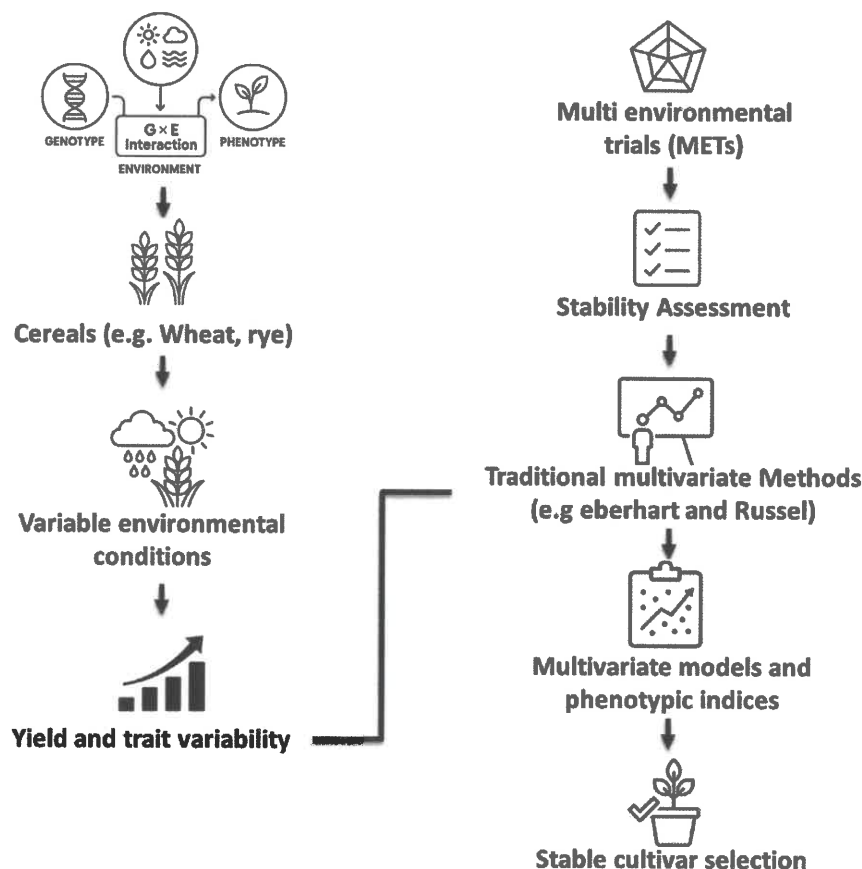 G×E
Interaction
GENOTYPE
PHENOTYPE
ENVIRONMENT
Cereals (e.g. Wheat, rye)
Variable environmental
conditions
Yield and trait variability
Multi environmental
trials (METs)
Stability Assessment
Traditional multivariate Methods
(e.g eberhart and Russel)
Multivariate models and
phenotypic indices
Stable cultivar selection